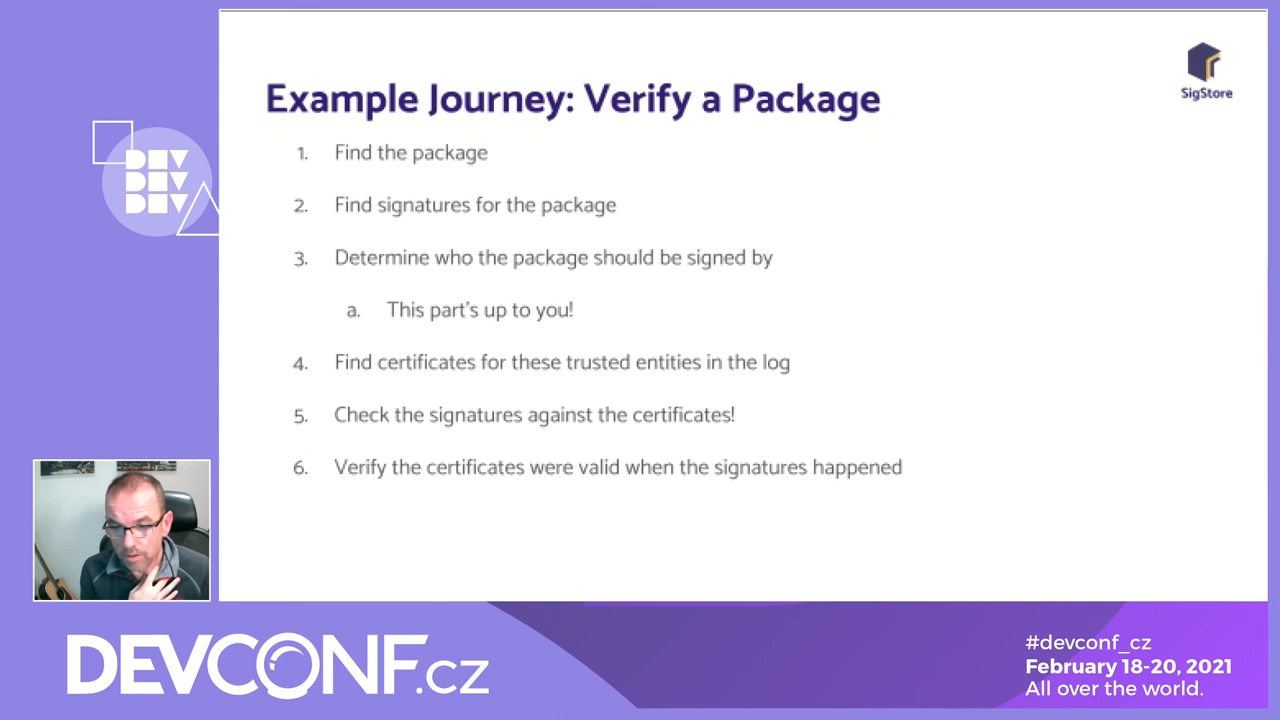 Example Journey: Verify a Package
SigStore
1. Find the package
2. Find signatures for the package
3. Determine who the package should be signed by
a. This part's up to you!
4. Find certificates for these trusted entities in the log
5. Check the signatures against the certificates!
6. Verify the certificates were valid when the signatures happened
DEV
DEV
DEV
DEVCONF.cz
#devconf_cz
February 18-20, 2021
All over the world.